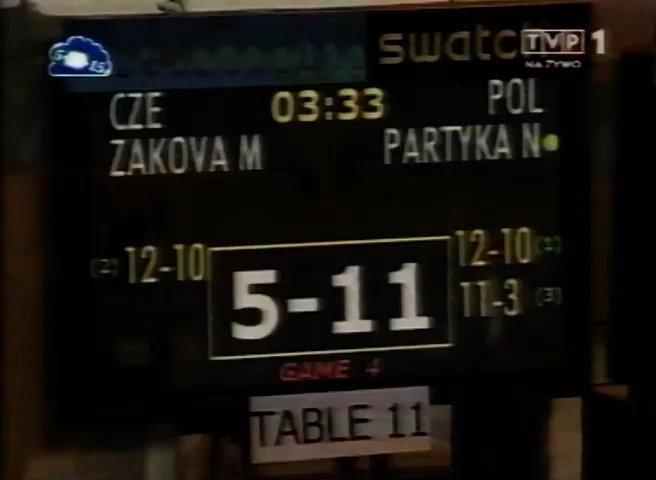 swatch
TVP 1
NA ŻYWO
CZE 03:33 POL
ZAKOVA M PARTYKA N
(2) 12-10 12-10 (1)
5-11
11-3 (3)
GAME 4
TABLE 11